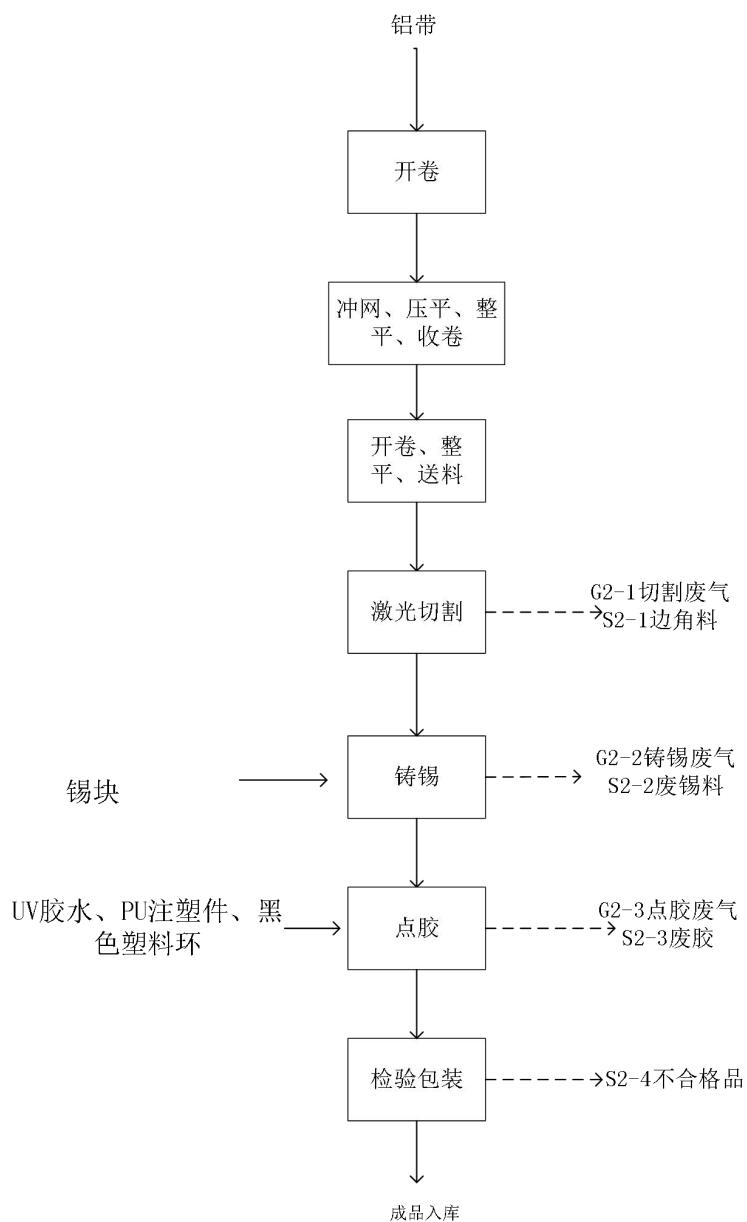 铝带
开卷
冲网、压平、整
平、收卷
开卷、整
平、送料
激光切割
G2-1切割废气
S2-1边角料
锡块
铸锡
G2-2铸锡废气
S2-2废锡料
UV胶水、PU注塑件、黑
色塑料环
点胶
G2-3点胶废气
S2-3废胶
检验包装
S2-4不合格品
成品入库